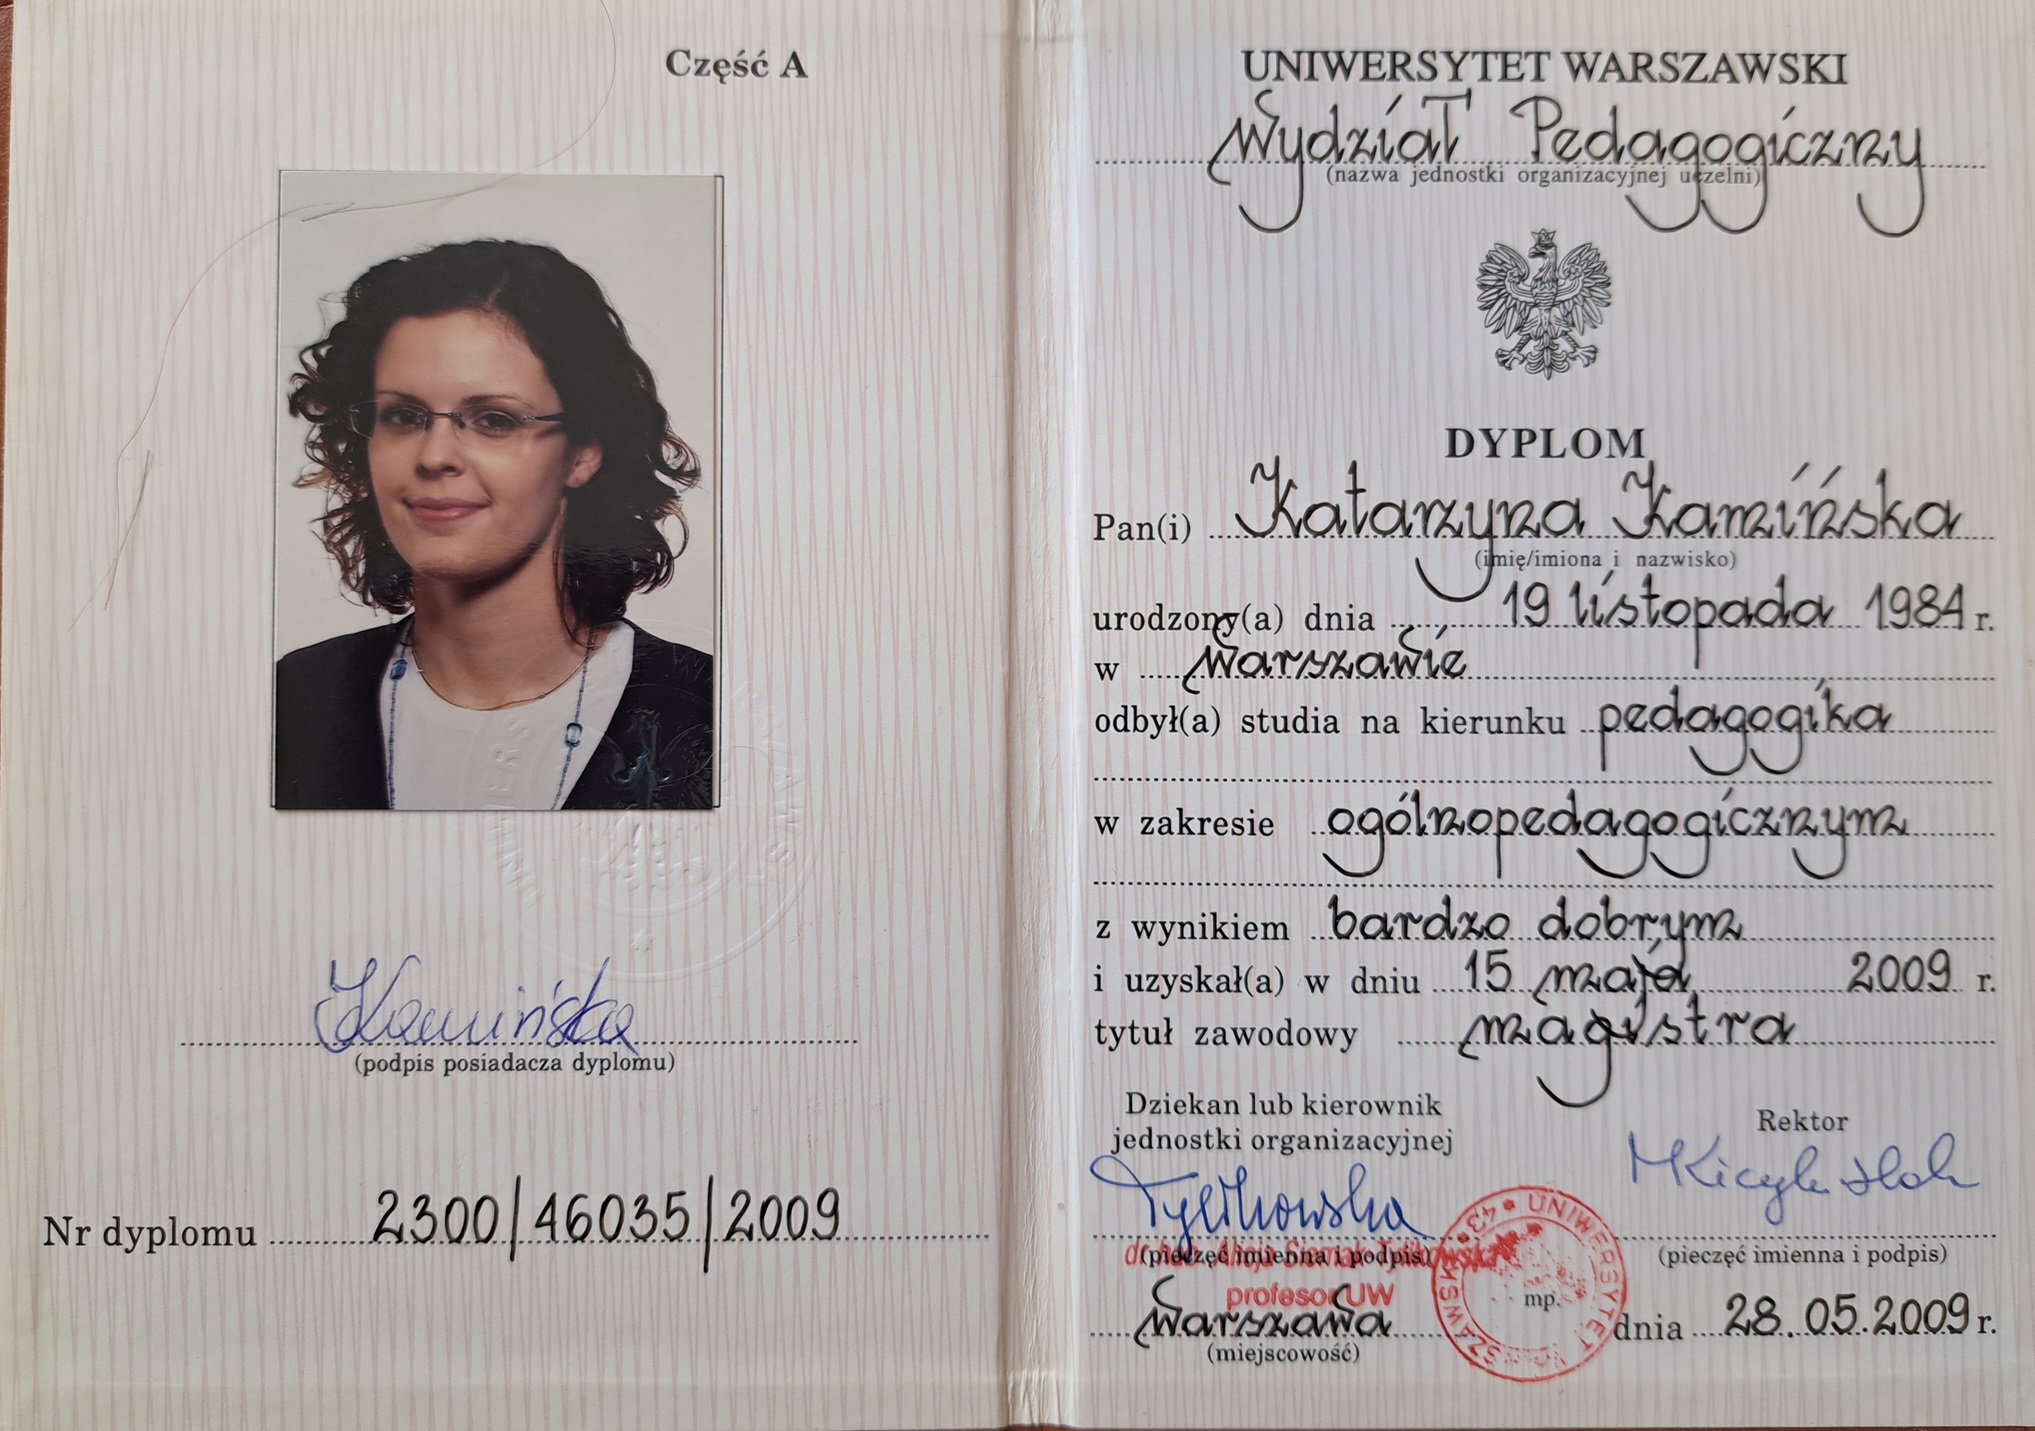 Część A
Kamińska
(podpis posiadacza dyplomu)
Nr dyplomu 2300/46035/2009
UNIWERSYTET WARSZAWSKI
Wydział Pedagogiczny
(nazwa jednostki organizacyjnej uczelni)
DYPLOM
Pan(i) Katarzyna Kamińska
(imię/imiona i nazwisko)
urodzony(a) dnia 19 listopada 1984 r.
w Warszawie
odbył(a) studia na kierunku pedagogika
w zakresie ogólnopedagogicznym
z wynikiem bardzo dobrym
i uzyskał(a) w dniu 15 maja 2009 r.
tytuł zawodowy magistra
Dziekan lub kierownik
jednostki organizacyjnej
Rektor
(pieczęć imienna i podpis)
(pieczęć imienna i podpis)
profesor UW
UNIWERSYTET WARSZAWSKI * 43 *
mp.
Warszawa
dnia 28.05.2009 r.
(miejscowość)